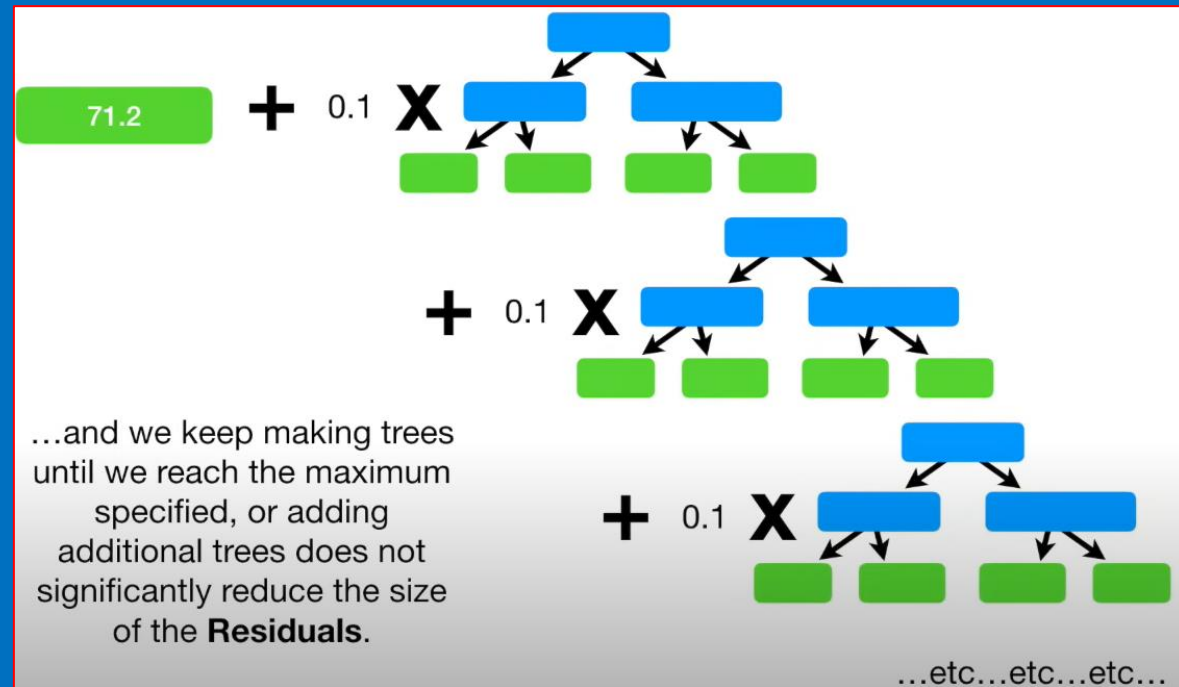 71.2 + 0.1 X
+ 0.1 X
+ 0.1 X
...and we keep making trees
until we reach the maximum
specified, or adding
additional trees does not
significantly reduce the size
of the Residuals.
...etc...etc...etc...